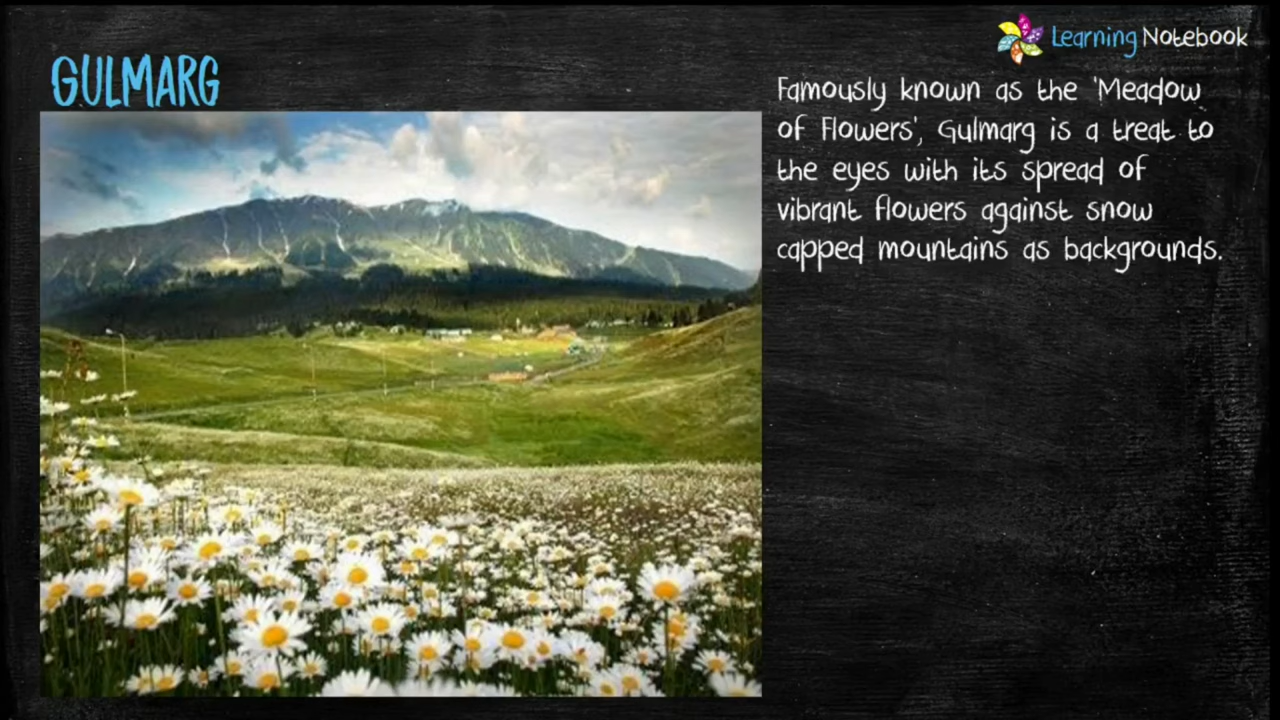 Learning Notebook
GULMARG
Famously known as the 'Meadow
of Flowers', Gulmarg is a treat to
the eyes with its spread of
vibrant flowers against snow
capped mountains as backgrounds.